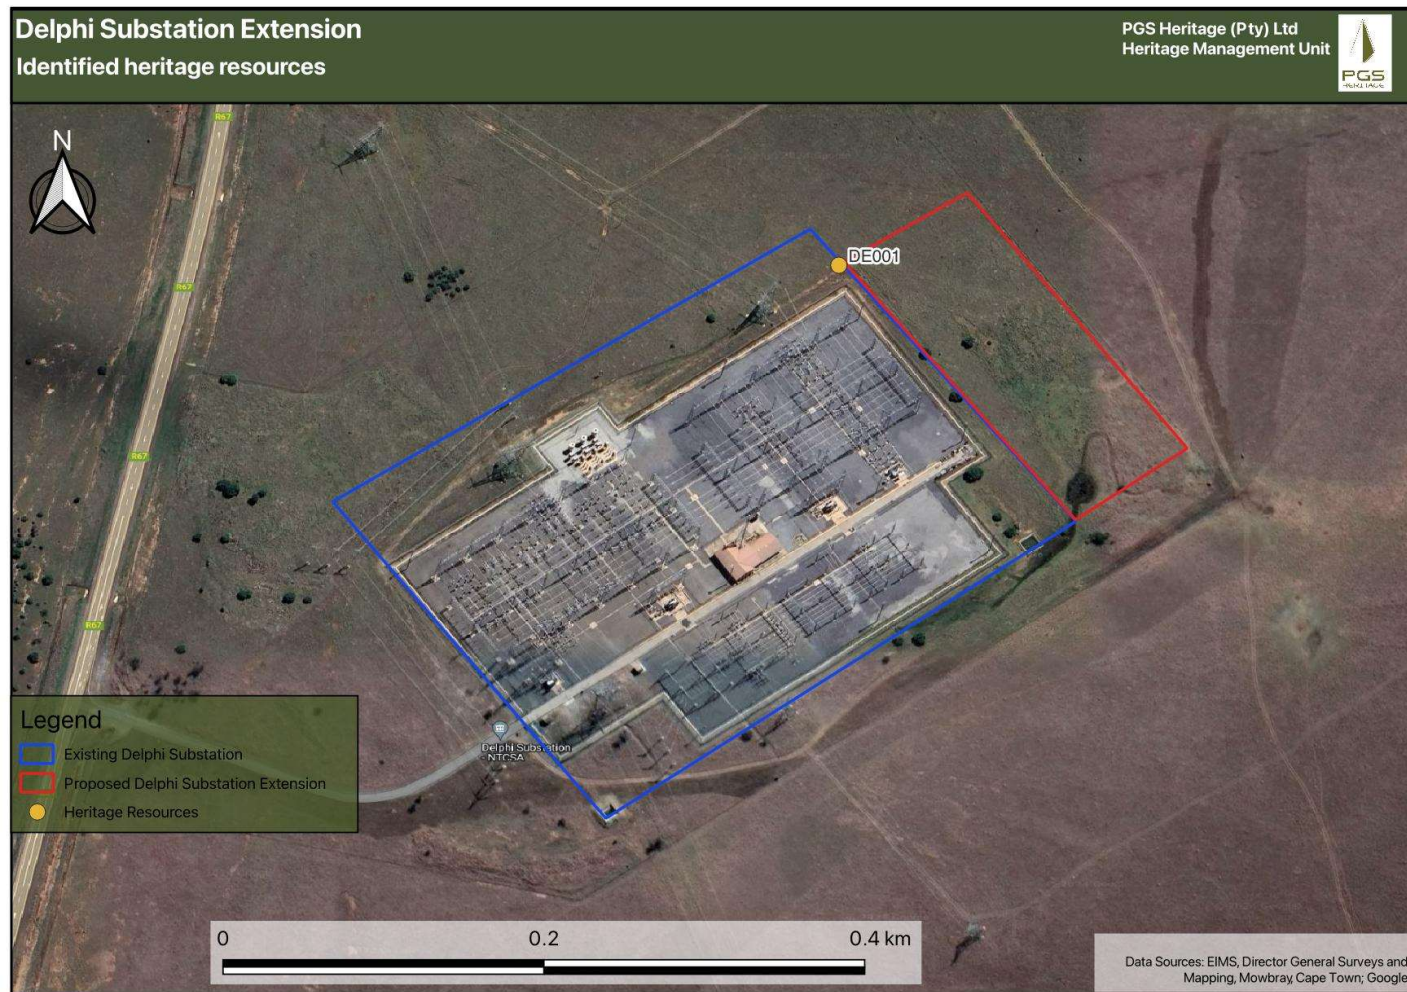 Delphi Substation Extension
Identified heritage resources
PGS Heritage (Pty) Ltd
Heritage Management Unit
PGS
HERITAGE
N
R67
R67
R67
R67
DE001
Delphi Substation
- NTCSA
Legend
Existing Delphi Substation
Proposed Delphi Substation Extension
Heritage Resources
0 0.2 0.4 km
Data Sources: EIMS, Director General Surveys and
Mapping, Mowbray, Cape Town; Google